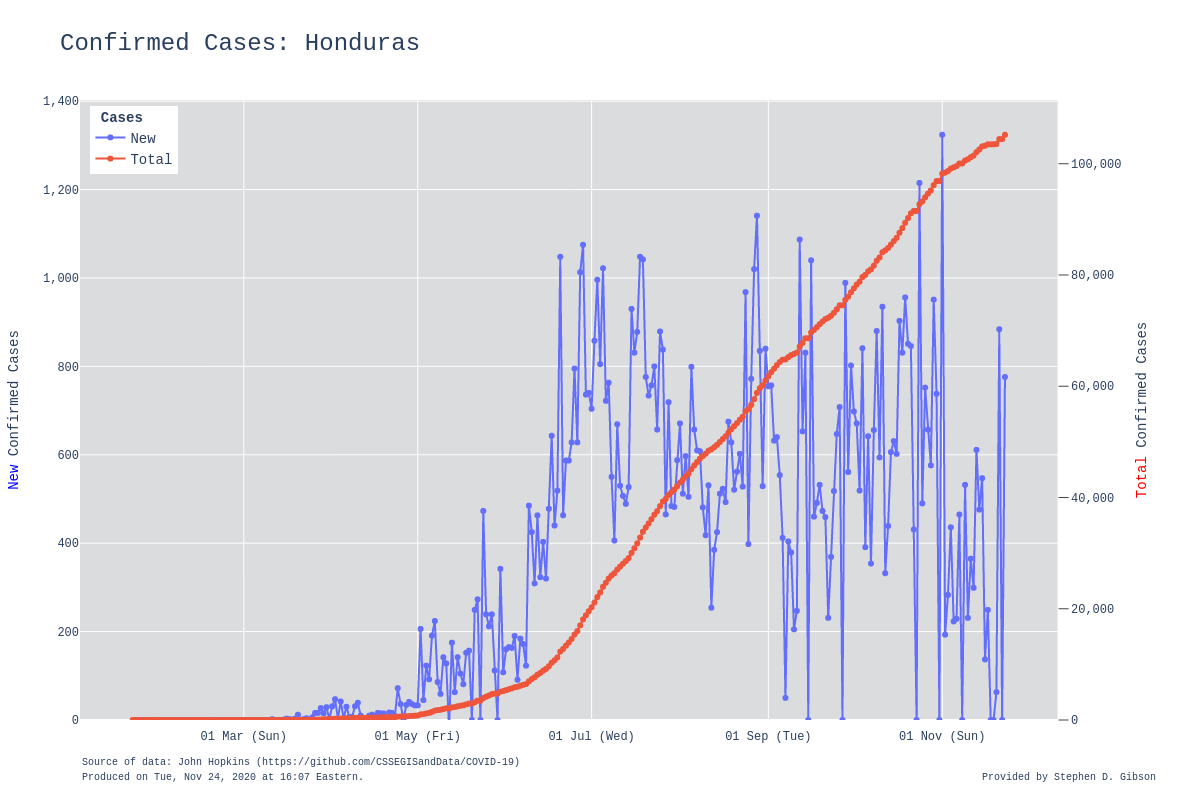 Confirmed Cases: Honduras
Cases
New
Total
1,400
1,200
1,000
800
600
400
200
0
New Confirmed Cases
100,000
80,000
60,000
40,000
20,000
0
Total Confirmed Cases
01 Mar (Sun)
01 May (Fri)
01 Jul (Wed)
01 Sep (Tue)
01 Nov (Sun)
Source of data: John Hopkins (https://github.com/CSSEGISandData/COVID-19)
Produced on Tue, Nov 24, 2020 at 16:07 Eastern.
Provided by Stephen D. Gibson